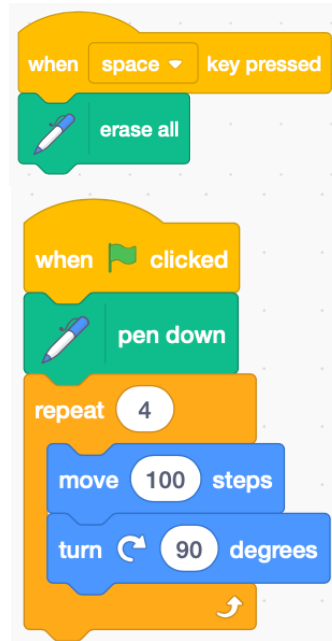 when space key pressed
erase all
when clicked
pen down
repeat 4
move 100 steps
turn 90 degrees